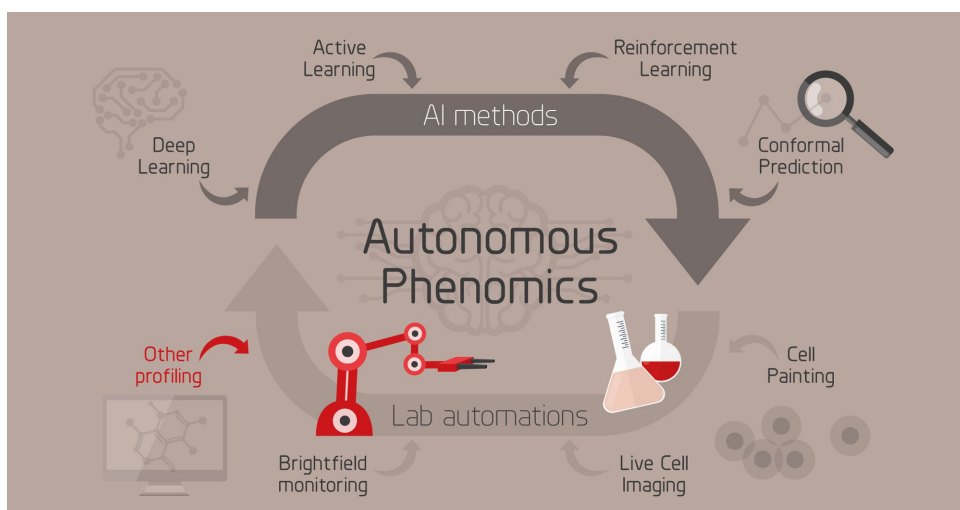 Active
Learning
Reinforcement
Learning
AI methods
Deep
Learning
Conformal
Prediction
Autonomous
Phenomics
Other
profiling
Cell
Painting
Lab automations
Brightfield
monitoring
Live Cell
Imaging